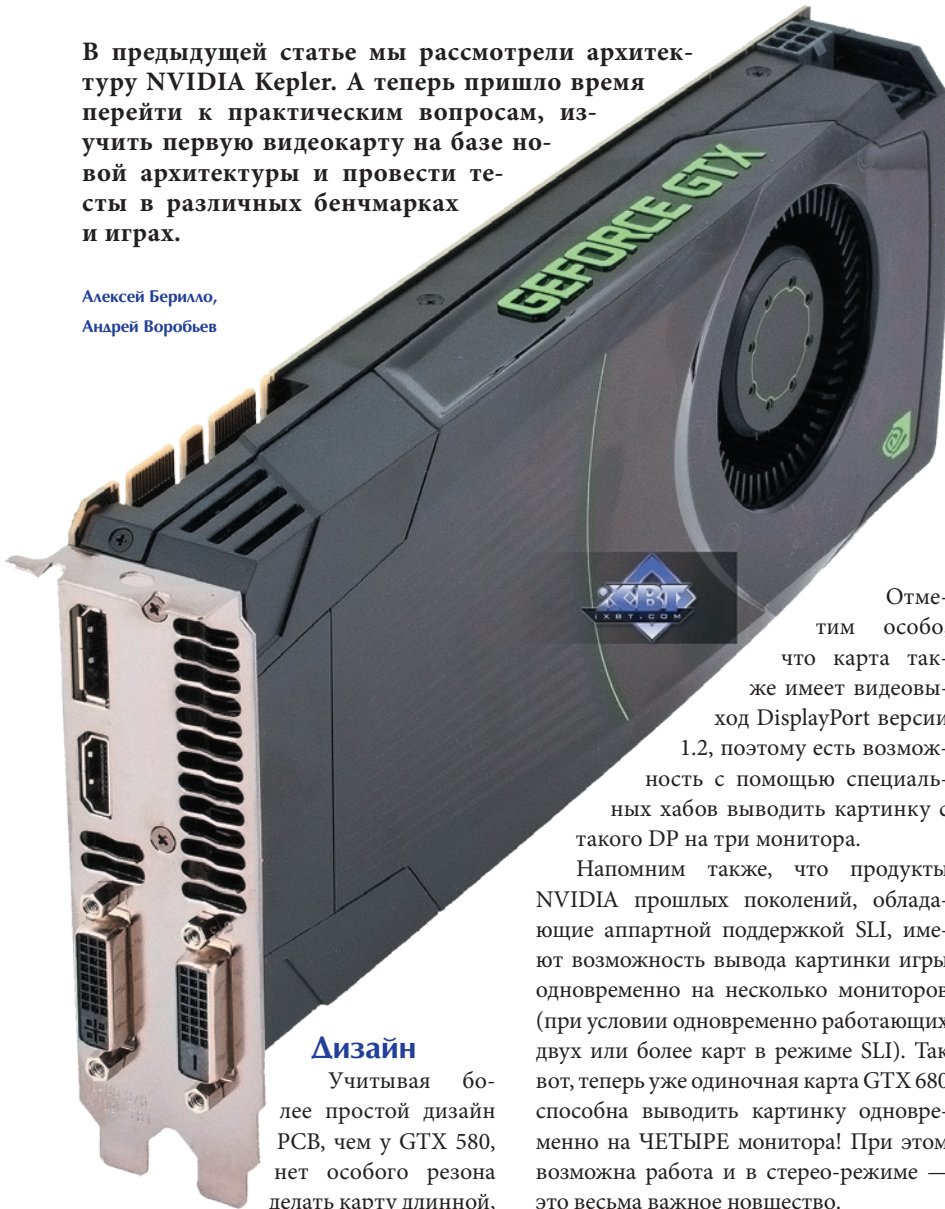 В предыдущей статье мы рассмотрели архитек-
туру NVIDIA Kepler. А теперь пришло время
перейти к практическим вопросам, из-
учить первую видеокарту на базе но-
вой архитектуры и провести те-
сты в различных бенчмарках
и играх.
Алексей Берилло,
Андрей Воробьев
GEFORCE GTX
iXBT
IXBT.COM
Дизайн
Учитывая бо-
лее простой дизайн
PCB, чем у GTX 580,
нет особого резона
делать карту длинной,
Отме-
тим особо,
что карта так-
же имеет видеовы-
ход DisplayPort версии
1.2, поэтому есть возмож-
ность с помощью специаль-
ных хабов выводить картинку с
такого DP на три монитора.
Напомним также, что продукты
NVIDIA прошлых поколений, облада-
ющие аппартной поддержкой SLI, име-
ют возможность вывода картинки игры
одновременно на несколько мониторов
(при условии одновременно работающих
двух или более карт в режиме SLI). Так
вот, теперь уже одиночная карта GTX 680
способна выводить картинку одновре-
менно на ЧЕТЫРЕ монитора! При этом
возможна работа и в стерео-режиме —
это весьма важное новшество.